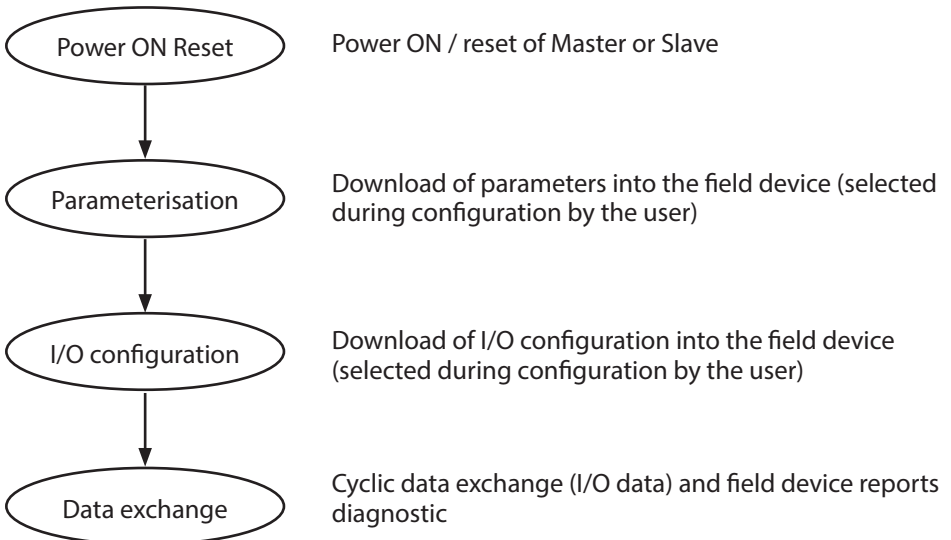 Power ON Reset
Power ON / reset of Master or Slave
Parameterisation
Download of parameters into the field device (selected
during configuration by the user)
I/O configuration
Download of I/O configuration into the field device
(selected during configuration by the user)
Data exchange
Cyclic data exchange (I/O data) and field device reports
diagnostic